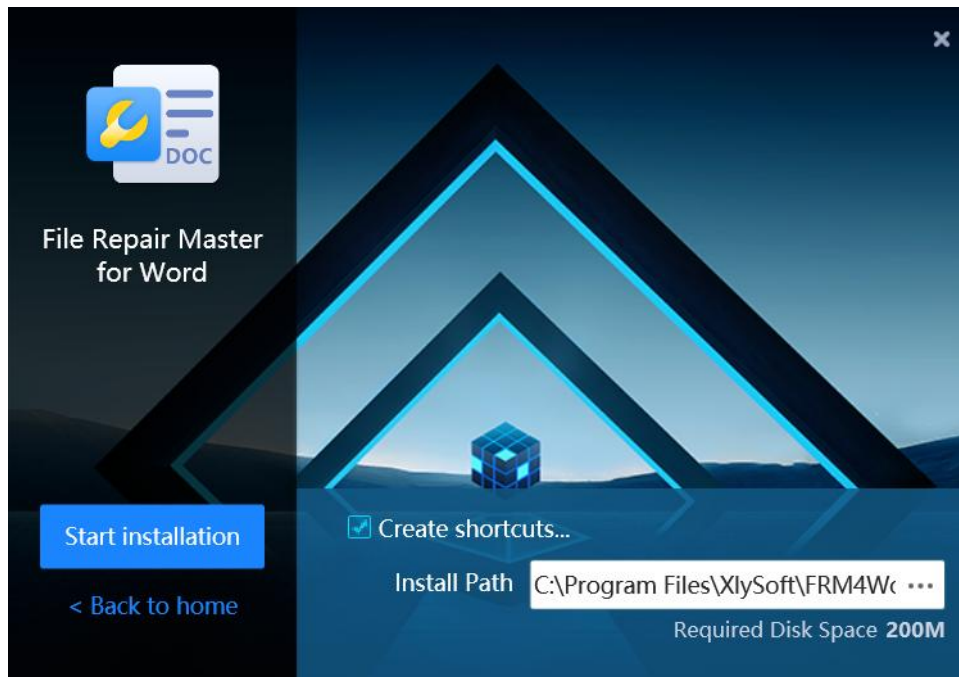 DOC
File Repair Master
for Word
Start installation
< Back to home
Create shortcuts...
Install Path C:\Program Files\XlySoft\FRM4W ...
Required Disk Space 200M